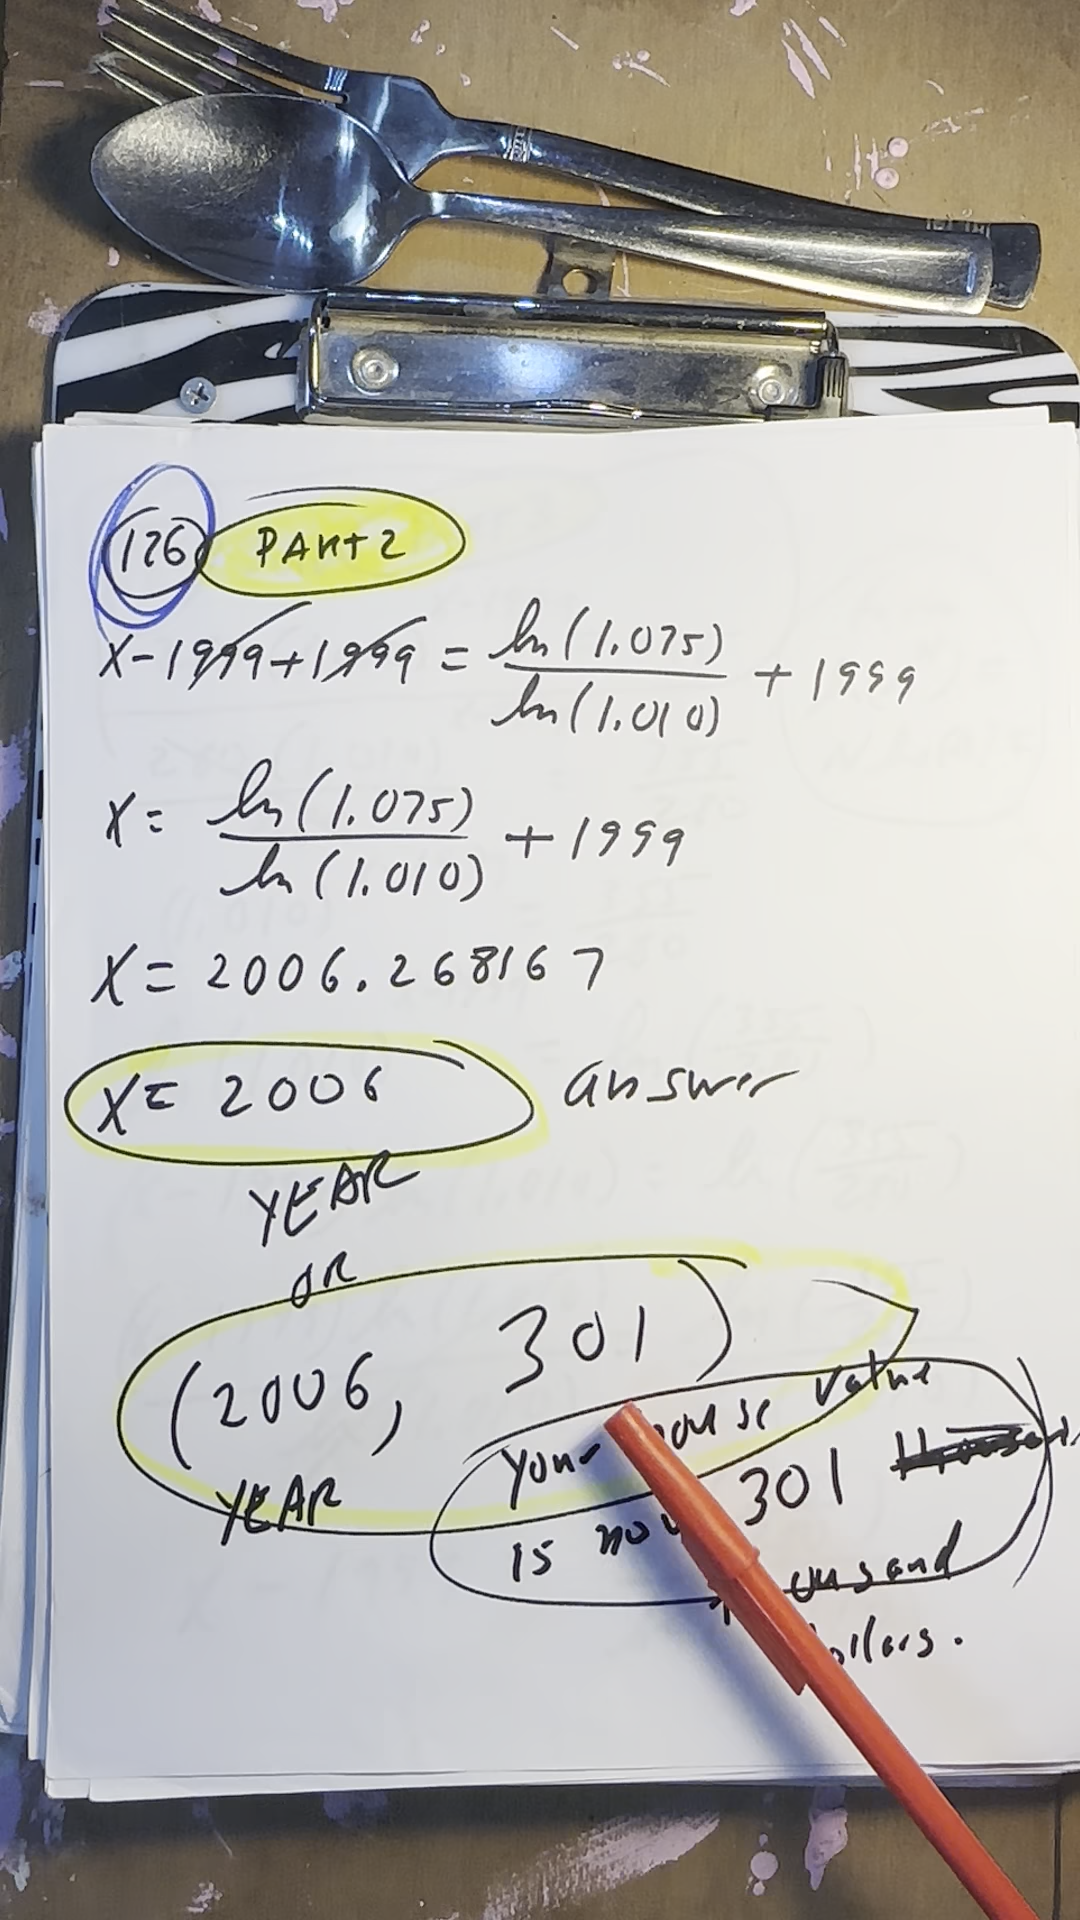 126 PART 2
X-1999+1999 = ln(1.075)/ln(1.010) + 1999
X= ln(1.075)/ln(1.010) + 1999
X= 2006.268167
X= 2006 answer
YEAR
OR
(2006, 301)
YEAR
your value
is 301